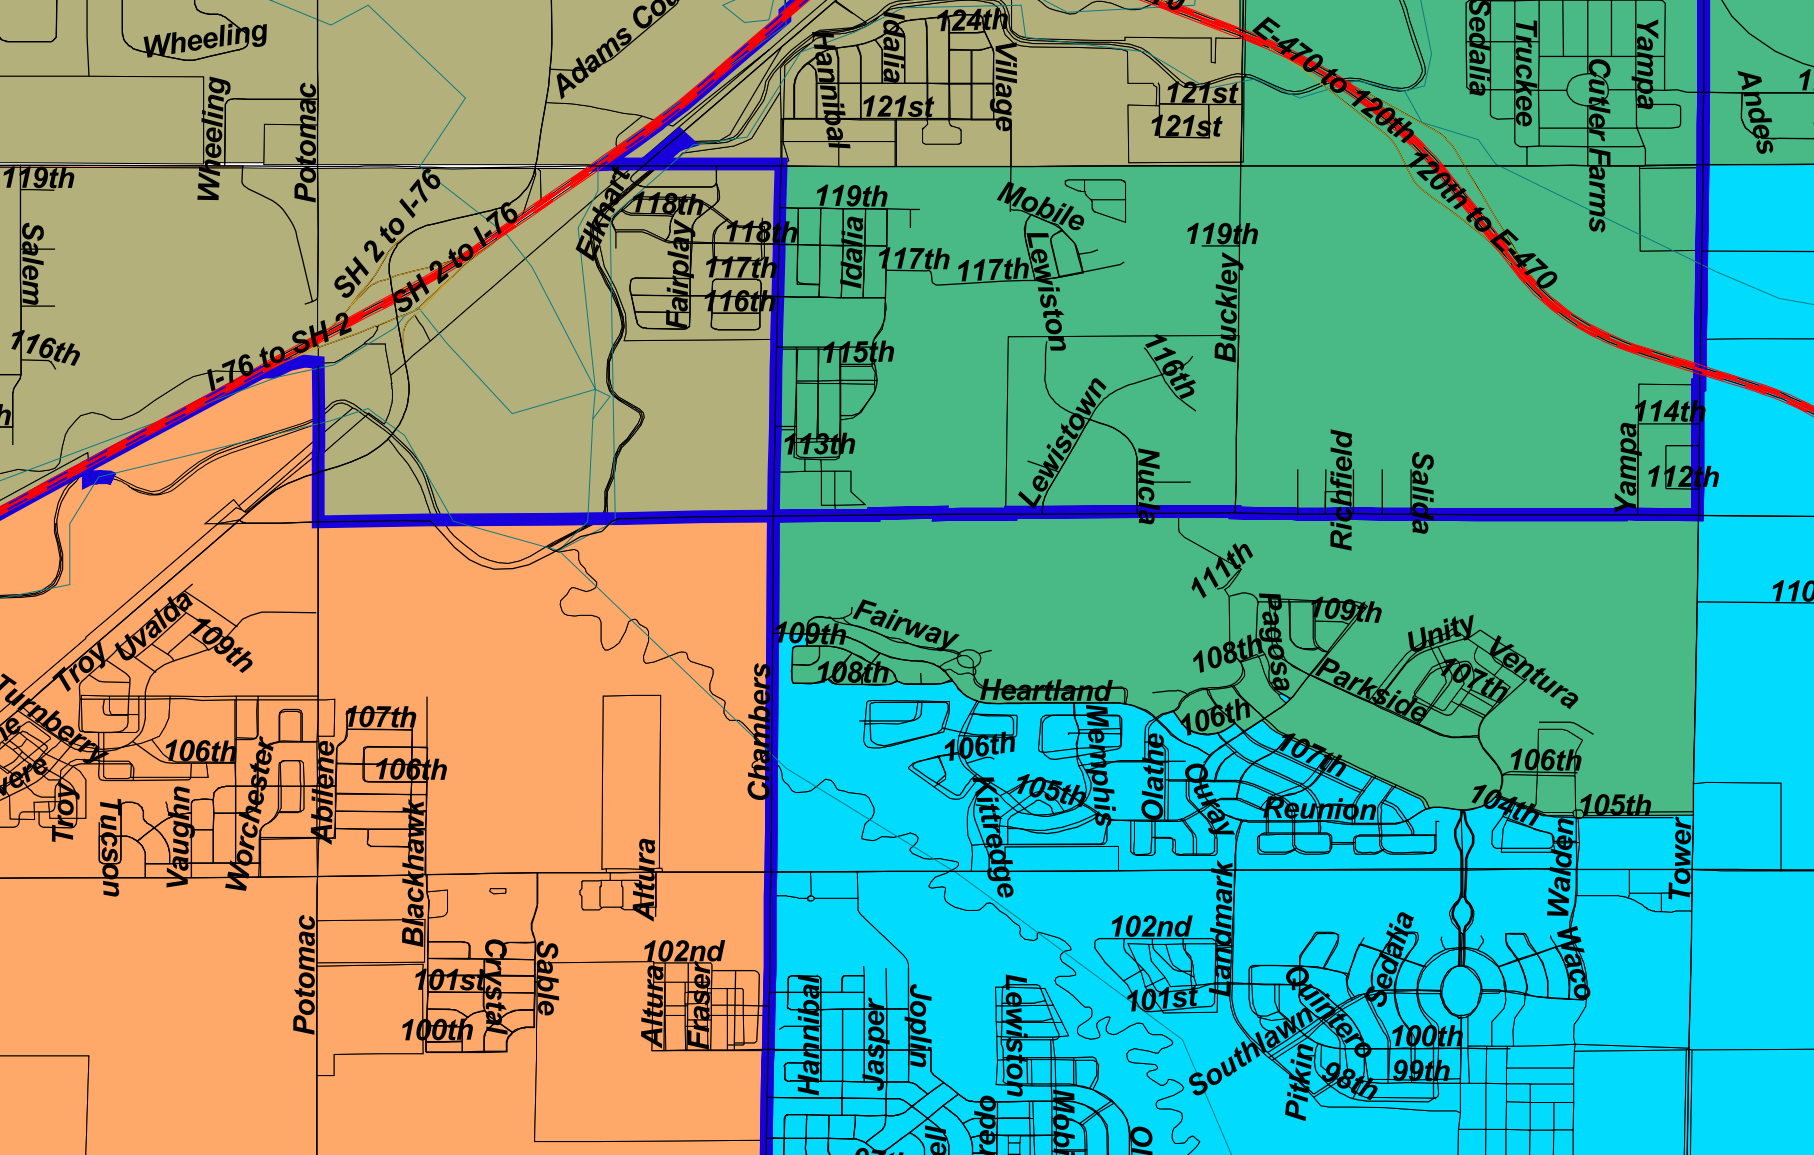 Wheeling
Adams Cou
Hannibal
Idalia
124th
Village
E-470 to 120th
Sedalia
Truckee
Yampa
Cutler Farms
Andes
Wheeling
Potomac
121st
121st
121st
119th
120th to E-470
Salem
SH 2 to I-76
SH 2 to I-76
Elkhart
118th
118th
Fairplay
117th
116th
119th
Idalia
117th
117th
Mobile
Lewiston
119th
Buckley
116th
I-76 to SH 2
115th
116th
113th
Lewistown
Nucla
Richfield
Salida
Yampa
114th
112th
111th
110
Troy
Uvalda
109th
Turnberry
109th
Fairway
108th
Heartland
108th
Pagosa
109th
Parkside
Unity
107th
Ventura
Chambers
107th
106th
106th
Troy
Tucson
Vaughn
Worchester
Abilene
Blackhawk
Altura
106th
105th
Kittredge
Memphis
Olathe
Ouray
106th
107th
Reunion
106th
104th
105th
Walden
Tower
Potomac
101st
100th
Crystal
Sable
102nd
Altura
Fraser
Hannibal
Jasper
Joplin
Lewiston
102nd
101st
Landmark
Sedalia
Quintero
Southlawn
Pitkin
98th
99th
100th
Waco